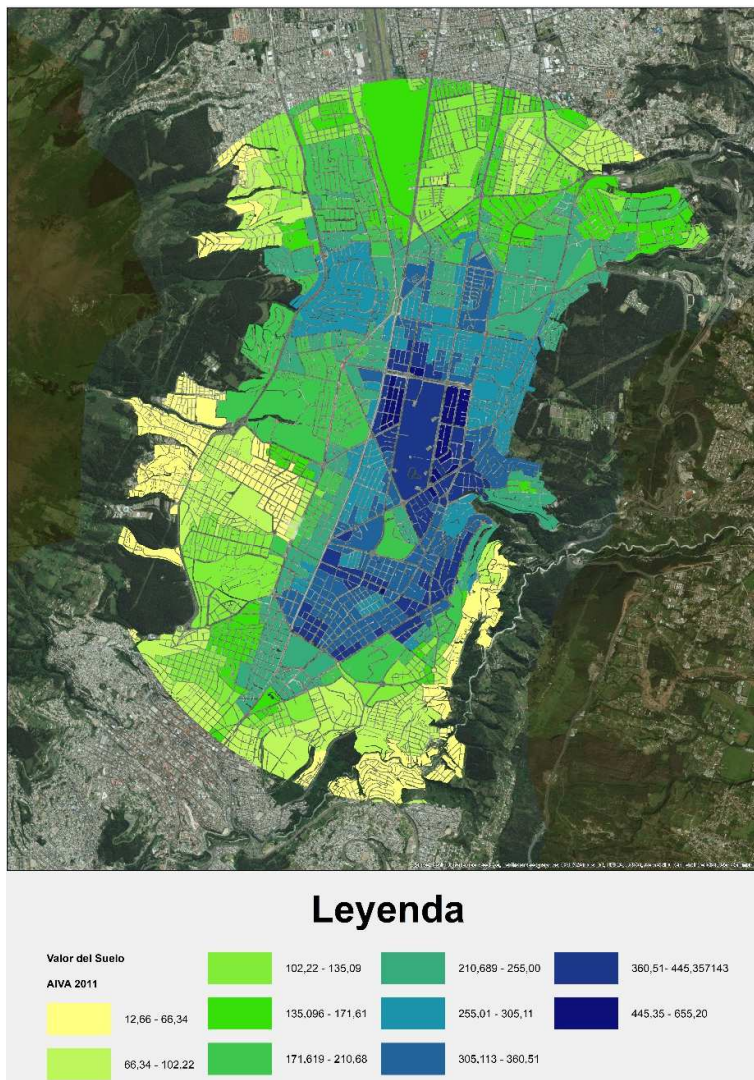 Leyenda
Valor del Suelo
AIVA 2011
12,66 - 66,34
66,34 - 102.22
102,22 - 135,09
135.096 - 171,61
171.619 - 210,68
210,689 - 255,00
255.01 - 305,11
305.113 - 360.51
360,51- 445,357143
445.35 - 655,20